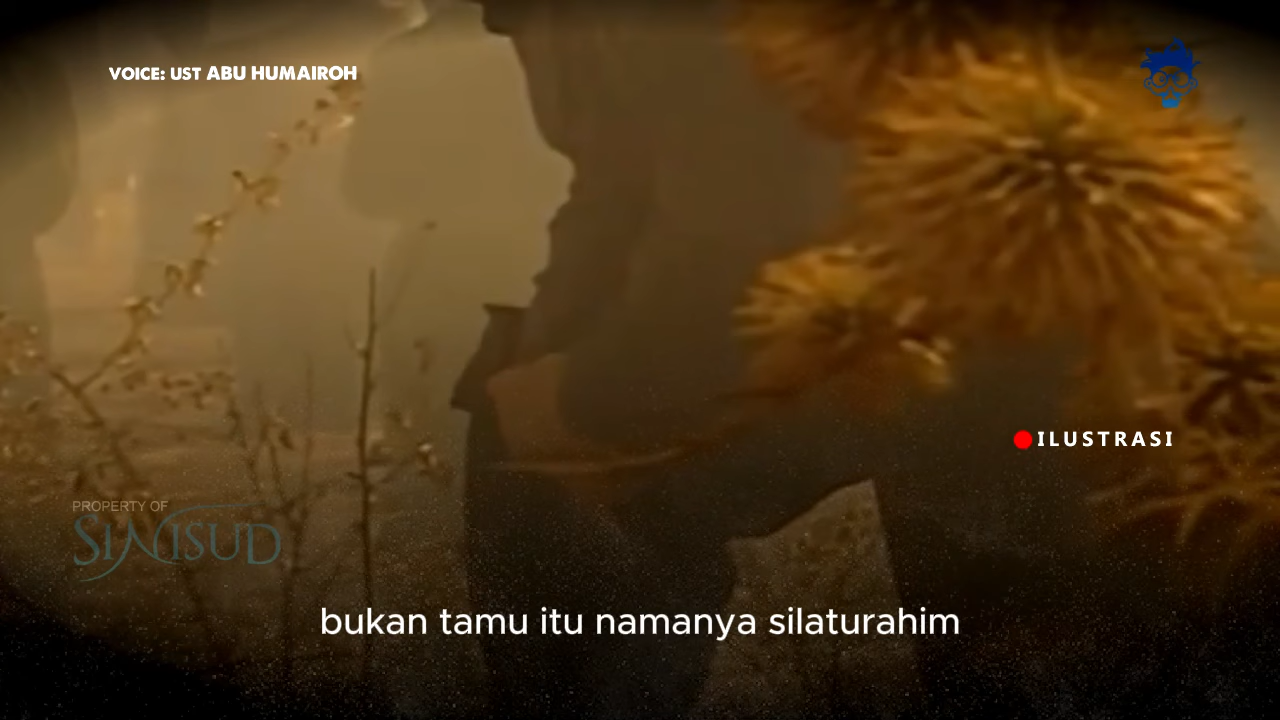 VOICE: UST ABU HUMAIROH
ILUSTRASI
PROPERTY OF
SINISUD
bukan tamu itu namanya silaturahim